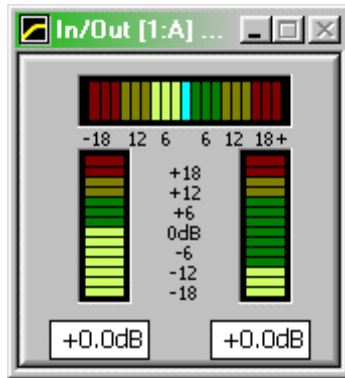 In/Out [1:A] ...
-18 12 6 6 12 18+
+18
+12
+6
0dB
-6
-12
-18
+0.0dB +0.0dB